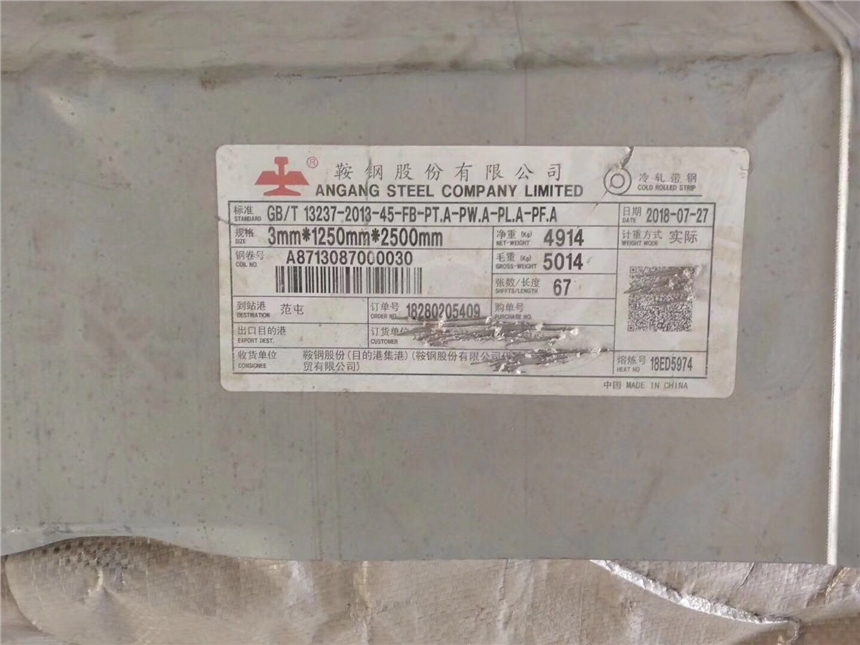 ® 鞍钢股份有限公司 冷轧带钢
ANGANG STEEL COMPANY LIMITED COLD ROLLED STRIP
标准 STANDARD GB/T 13237-2013-45-FB-PT.A-PW.A-PL.A-PF.A 日期 DATE 2018-07-27
规格 SIZE 3mm*1250mm*2500mm 净重 (Kg) NET-WEIGHT 4914 计重方式 WEIGHT MODE 实际
钢卷号 COIL NO. A8713087000030 毛重 (Kg) GROSS-WEIGHT 5014
张数/长度 SHEETS/LENGTH 67
到站港 DESTINATION 范屯 订单号 ORDER NO. 18280205409 购单号 PURCHASE NO.
出口目的港 EXPORT DEST. 订货单位 CUSTOMER
收货单位 CONSIGNEE 鞍钢股份(目的港集港)(鞍钢股份有限公司
贸有限公司) 熔炼号 HEAT NO 18ED5974
中国 MADE IN CHINA